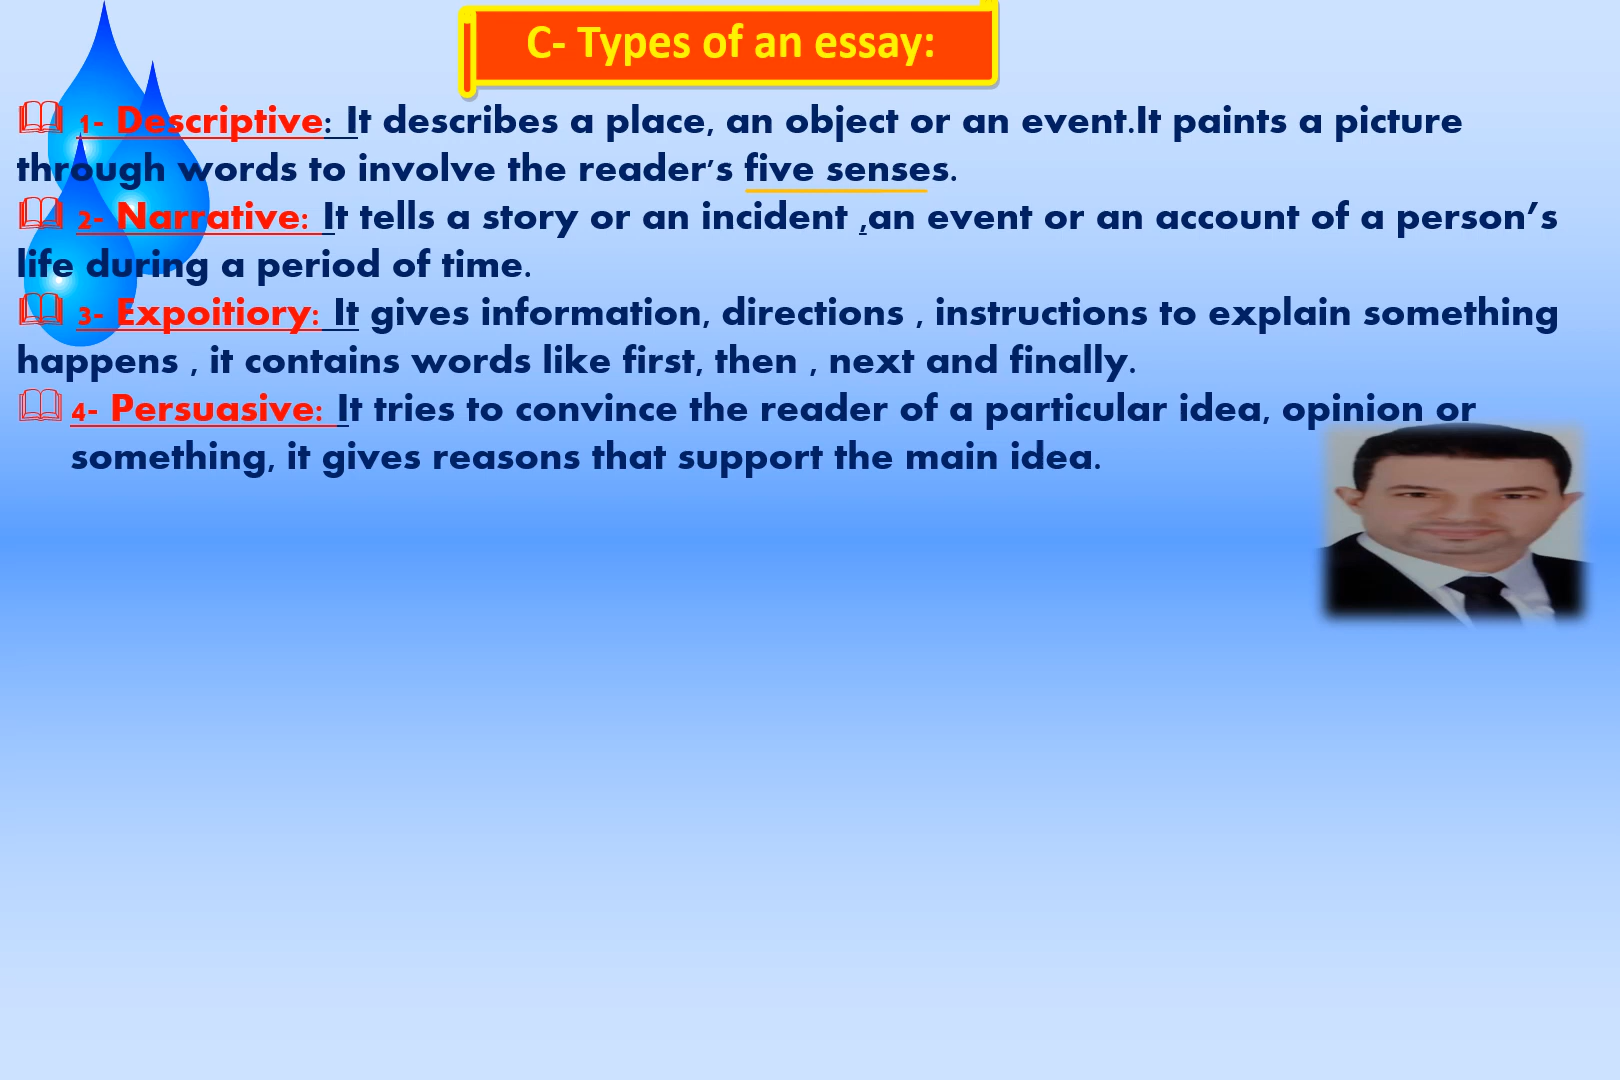 C- Types of an essay:
1- Descriptive: It describes a place, an object or an event.It paints a picture
through words to involve the reader's five senses.
2- Narrative: It tells a story or an incident ,an event or an account of a person’s
life during a period of time.
3- Expoitiory: It gives information, directions , instructions to explain something
happens , it contains words like first, then , next and finally.
4- Persuasive: It tries to convince the reader of a particular idea, opinion or
something, it gives reasons that support the main idea.